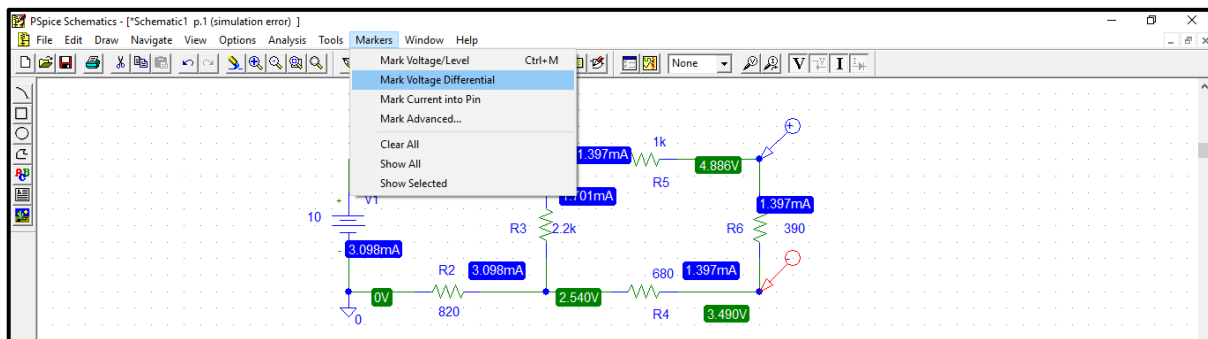 PSpice Schematics - [*Schematic1 p.1 (simulation error) ]
File Edit Draw Navigate View Options Analysis Tools Markers Window Help
None V I
Mark Voltage/Level Ctrl+M
Mark Voltage Differential
Mark Current into Pin
Mark Advanced...
Clear All
Show All
Show Selected
1k
1.397mA
4.886V
R5
1.701mA
V1
1.397mA
10
R3 2.2k
R6 390
3.098mA
R2 3.098mA
680 1.397mA
0V
2.540V
820
R4 3.490V
0